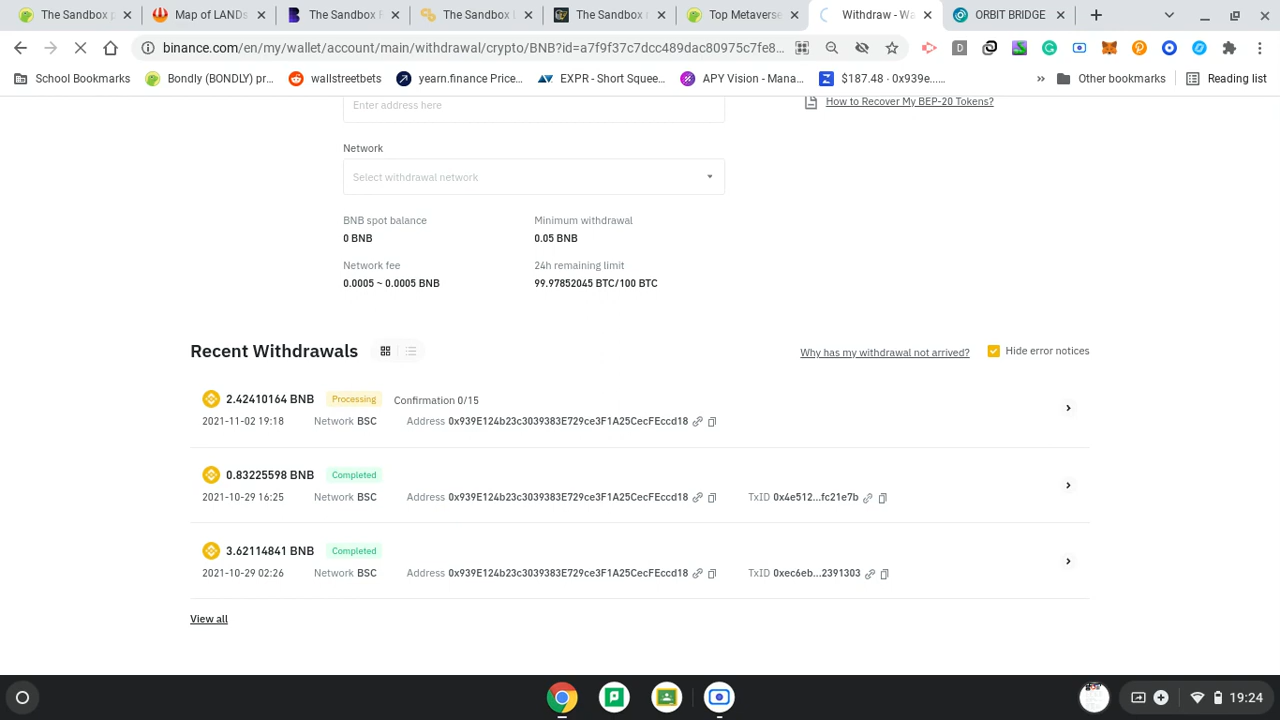 The Sandbox p
Map of LANDs
The Sandbox F
The Sandbox
The Sandbox
Top Metaverse
Withdraw - Wa
ORBIT BRIDGE
binance.com/en/my/wallet/account/main/withdrawal/crypto/BNB?id=a7f9f37c7dcc489dac80975c7fe8...
School Bookmarks
Bondly (BONDLY) pr...
wallstreetbets
yearn.finance Price...
EXPR - Short Squee...
APY Vision - Mana...
$187.48 · 0x939e......
»
Other bookmarks
Reading list
Enter address here
How to Recover My BEP-20 Tokens?
Network
Select withdrawal network
BNB spot balance
Minimum withdrawal
0 BNB
0.05 BNB
Network fee
24h remaining limit
0.0005 ~ 0.0005 BNB
99.97852045 BTC/100 BTC
Recent Withdrawals
Why has my withdrawal not arrived?
Hide error notices
2.42410164 BNB Processing Confirmation 0/15
2021-11-02 19:18 Network BSC Address 0x939E124b23c3039383E729ce3F1A25CecFEccd18
0.83225598 BNB Completed
2021-10-29 16:25 Network BSC Address 0x939E124b23c3039383E729ce3F1A25CecFEccd18 TxID 0x4e512...fc21e7b
3.62114841 BNB Completed
2021-10-29 02:26 Network BSC Address 0x939E124b23c3039383E729ce3F1A25CecFEccd18 TxID 0xec6eb...2391303
View all
19:24